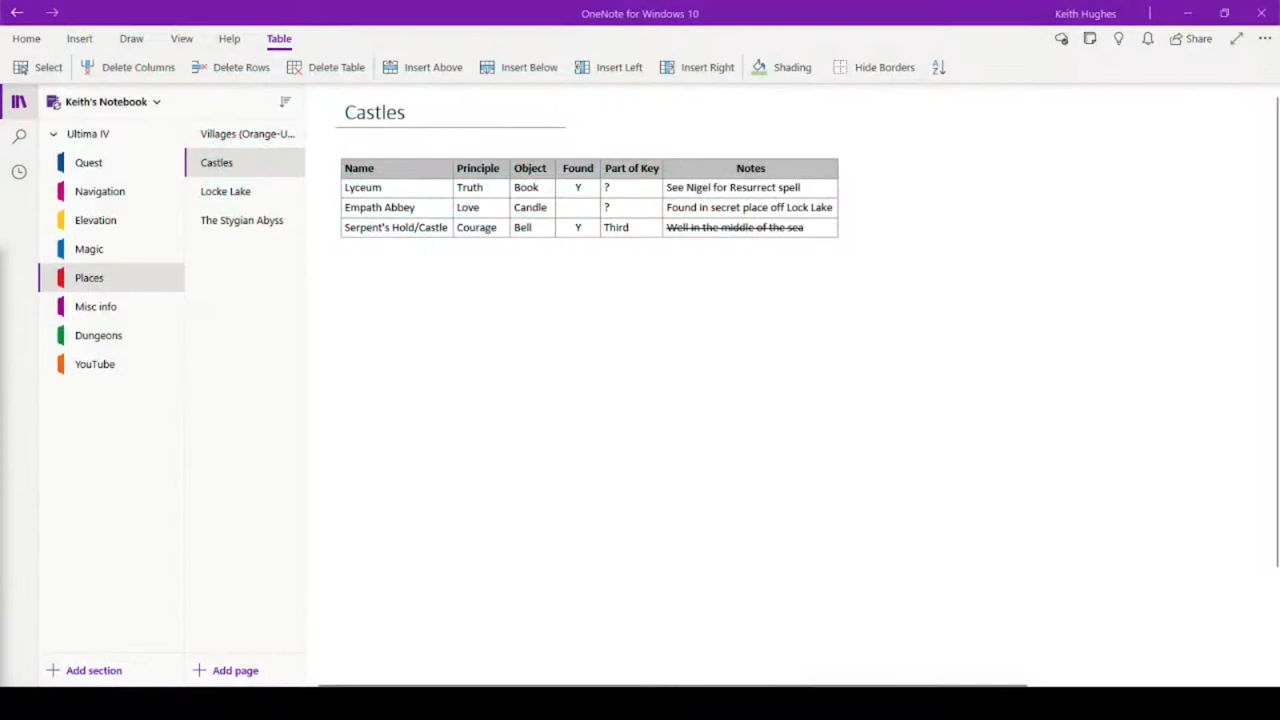 OneNote for Windows 10
Keith Hughes
Home Insert Draw View Help Table
Share
Select Delete Columns Delete Rows Delete Table Insert Above Insert Below Insert Left Insert Right Shading Hide Borders
Keith's Notebook
Ultima IV
Quest
Navigation
Elevation
Magic
Places
Misc info
Dungeons
YouTube
Add section
Villages (Orange-U...
Castles
Locke Lake
The Stygian Abyss
Add page
Castles
Name Principle Object Found Part of Key Notes
Lyceum Truth Book Y ? See Nigel for Resurrect spell
Empath Abbey Love Candle ? Found in secret place off Lock Lake
Serpent's Hold/Castle Courage Bell Y Third Well in the middle of the sea